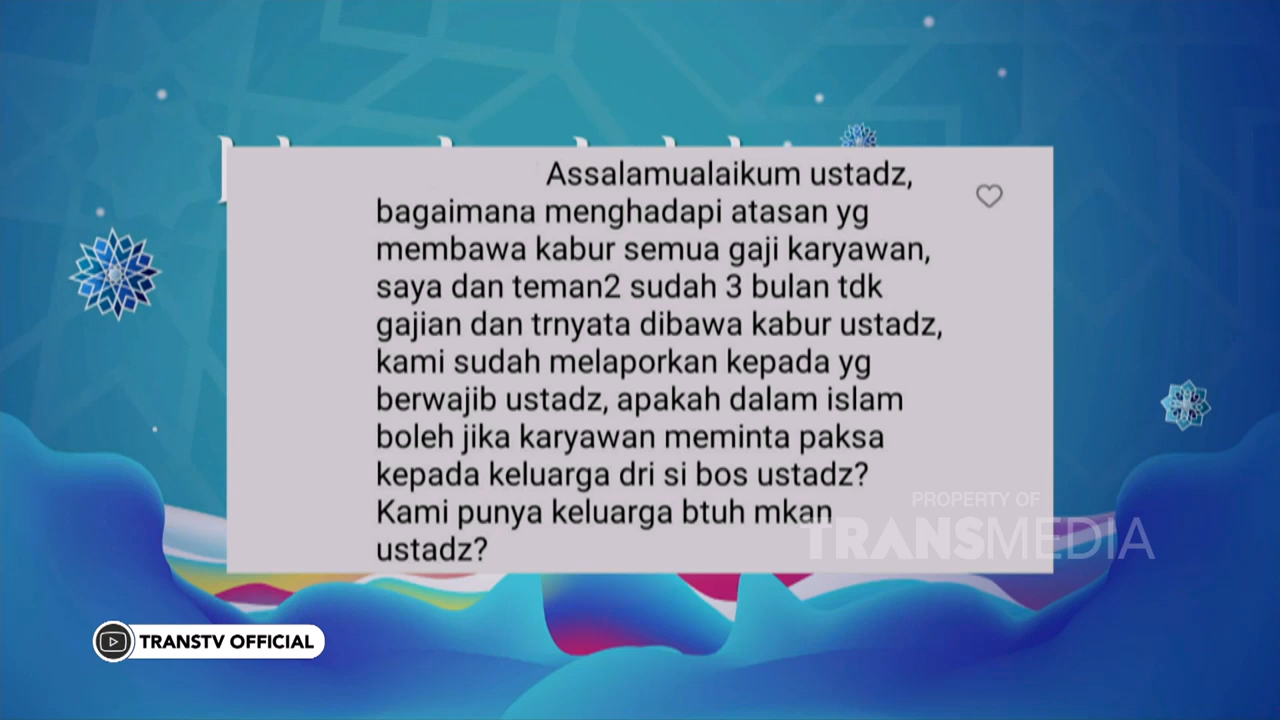 Assalamualaikum ustadz,
bagaimana menghadapi atasan yg
membawa kabur semua gaji karyawan,
saya dan teman2 sudah 3 bulan tdk
gajian dan trnyata dibawa kabur ustadz,
kami sudah melaporkan kepada yg
berwajib ustadz, apakah dalam islam
boleh jika karyawan meminta paksa
kepada keluarga dri si bos ustadz?
Kami punya keluarga btuh mkan
ustadz?
PROPERTY OF
TRANSMEDIA
TRANSTV OFFICIAL